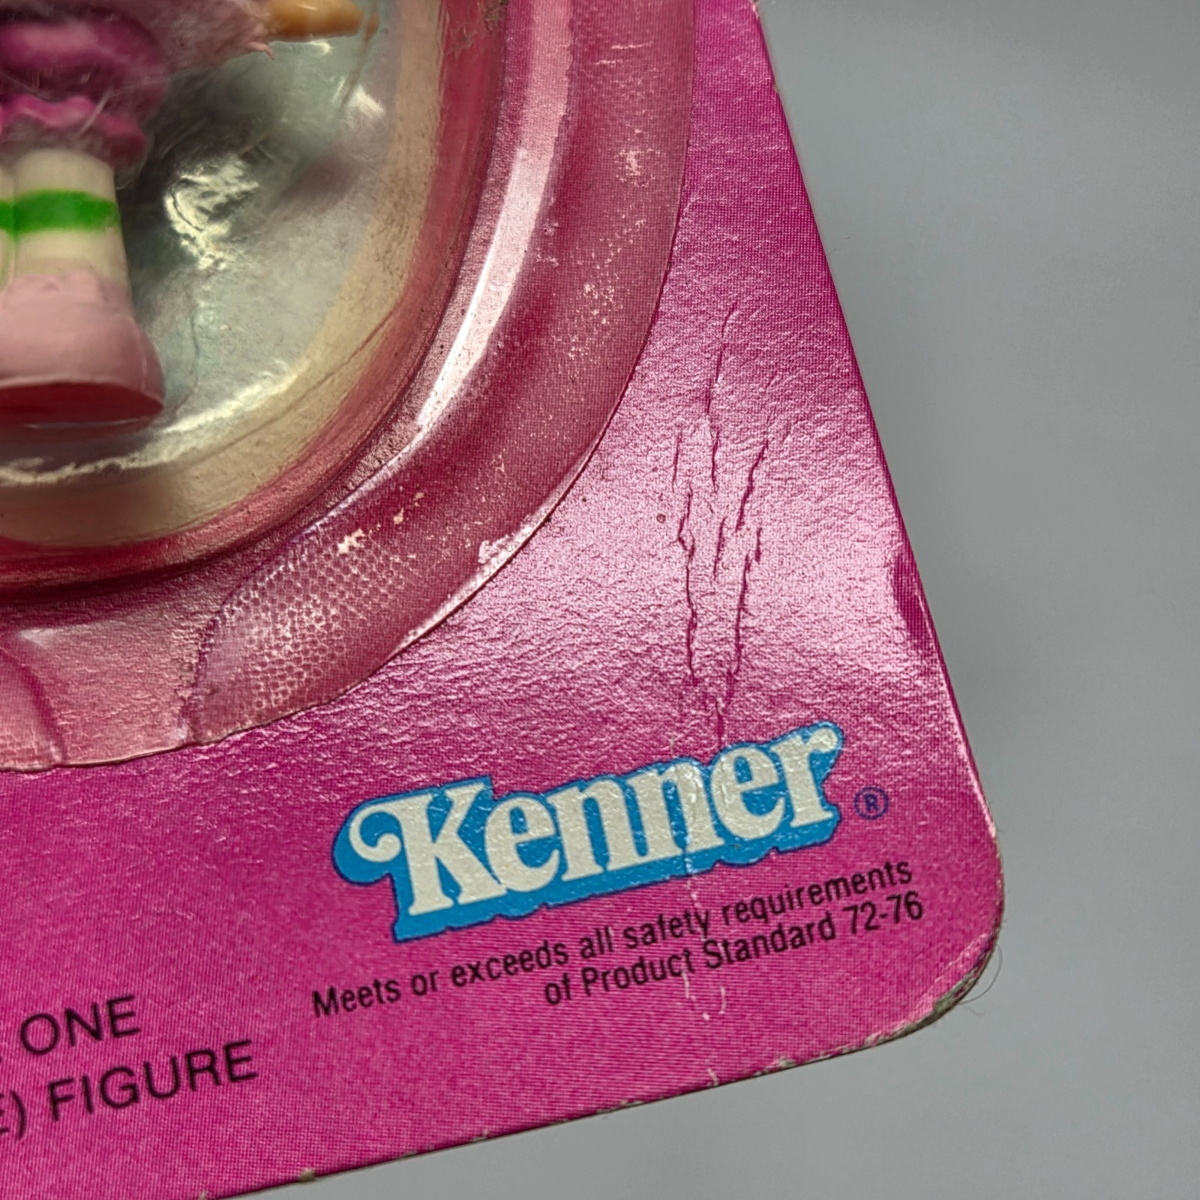 Kenner®
Meets or exceeds all safety requirements
of Product Standard 72-76
ONE
) FIGURE